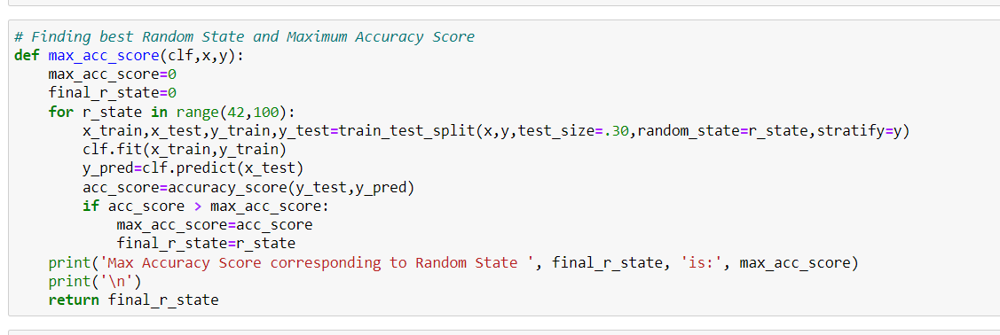 # Finding best Random State and Maximum Accuracy Score
def max_acc_score(clf,x,y):
    max_acc_score=0
    final_r_state=0
    for r_state in range(42,100):
        x_train,x_test,y_train,y_test=train_test_split(x,y,test_size=.30,random_state=r_state,stratify=y)
        clf.fit(x_train,y_train)
        y_pred=clf.predict(x_test)
        acc_score=accuracy_score(y_test,y_pred)
        if acc_score > max_acc_score:
            max_acc_score=acc_score
            final_r_state=r_state
    print('Max Accuracy Score corresponding to Random State ', final_r_state, 'is:', max_acc_score)
    print('\n')
    return final_r_state